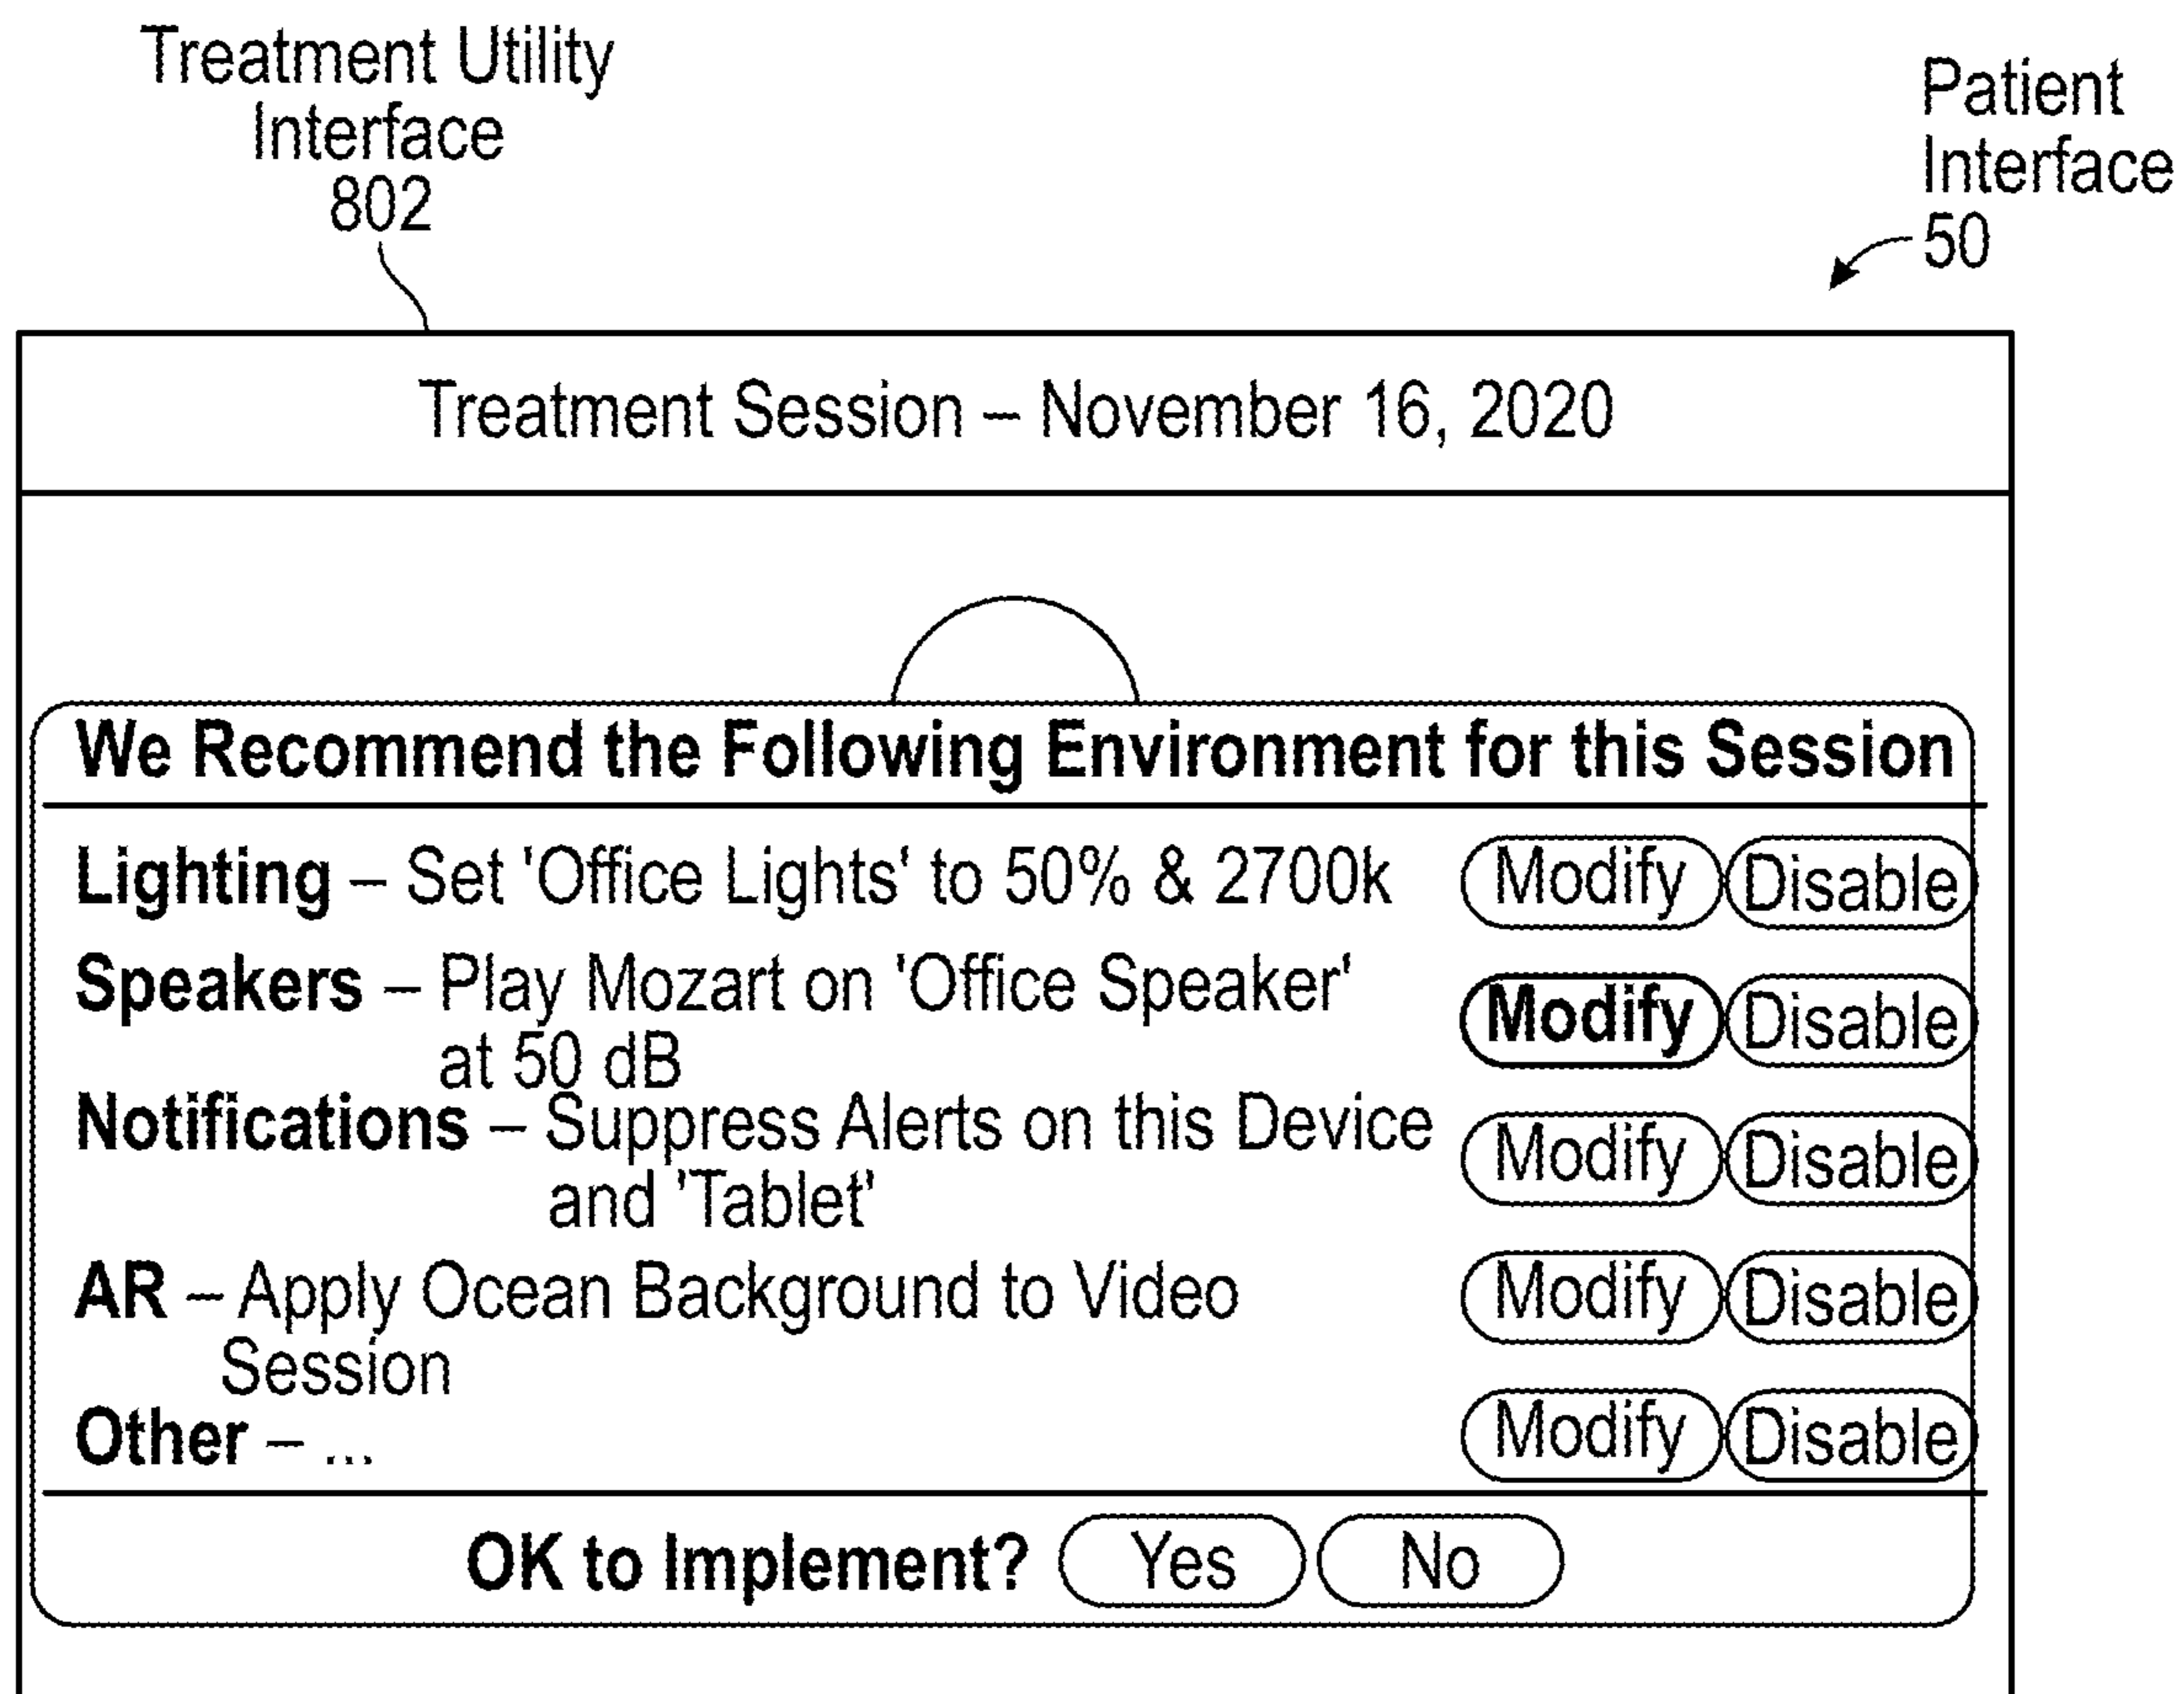 Treatment Utility
Interface
802
Patient
Interface
50
Treatment Session – November 16, 2020
We Recommend the Following Environment for this Session
Lighting – Set 'Office Lights' to 50% & 2700k Modify Disable
Speakers – Play Mozart on 'Office Speaker' Modify Disable
at 50 dB
Notifications – Suppress Alerts on this Device Modify Disable
and 'Tablet'
AR – Apply Ocean Background to Video Modify Disable
Session
Other – ... Modify Disable
OK to Implement? Yes No